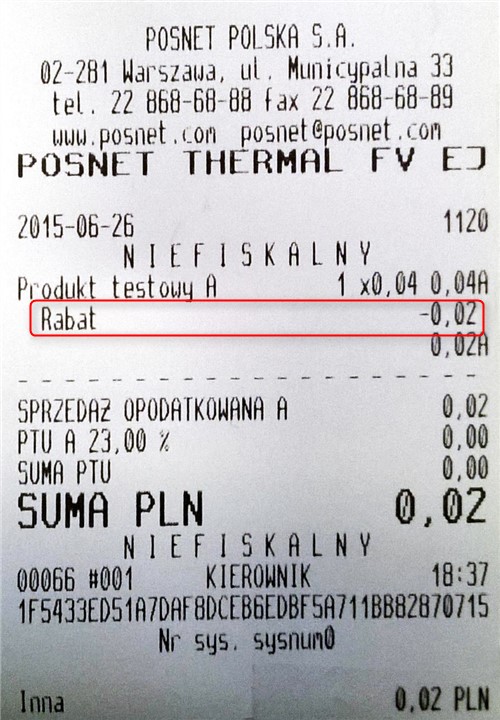 POSNET POLSKA S.A.
02-281 Warszawa, ul. Municypalna 33
tel. 22 868-68-88 fax 22 868-68-89
www.posnet.com posnet@posnet.com
POSNET THERMAL FV EJ
2015-06-26 1120
NIEFISKALNY
Produkt testowy A 1 x0,04 0,04A
Rabat -0,02
0,02A
SPRZEDAŻ OPODATKOWANA A 0,02
PTU A 23,00 % 0,00
SUMA PTU 0,00
SUMA PLN 0,02
NIEFISKALNY
00066 #001 KIEROWNIK 18:37
1F5433ED51A7DAF8DCEB6EDBF5A711BB82870715
Nr sys. sysnum0
Inna 0,02 PLN